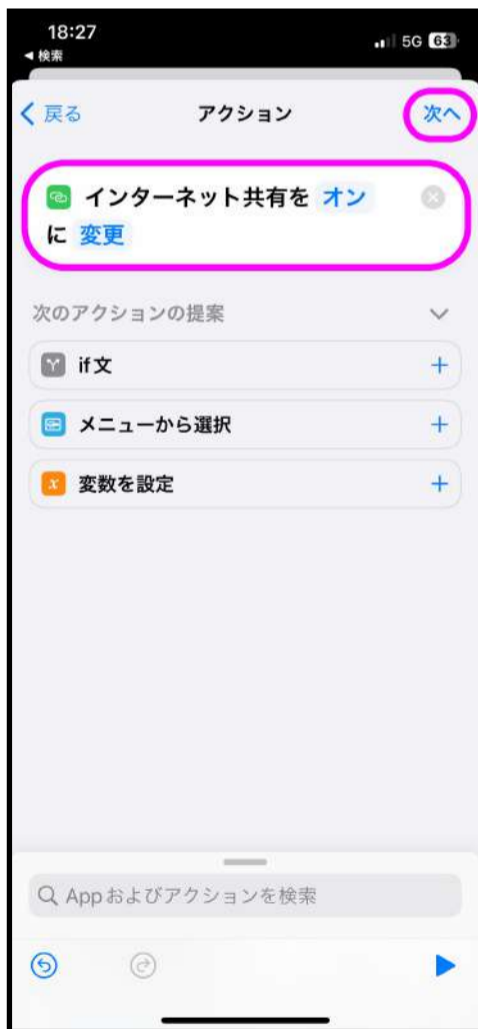 18:27
5G 63
◀検索
戻る
アクション
次へ
インターネット共有を オン
に 変更
次のアクションの提案
if文
メニューから選択
x 変数を設定
Appおよびアクションを検索